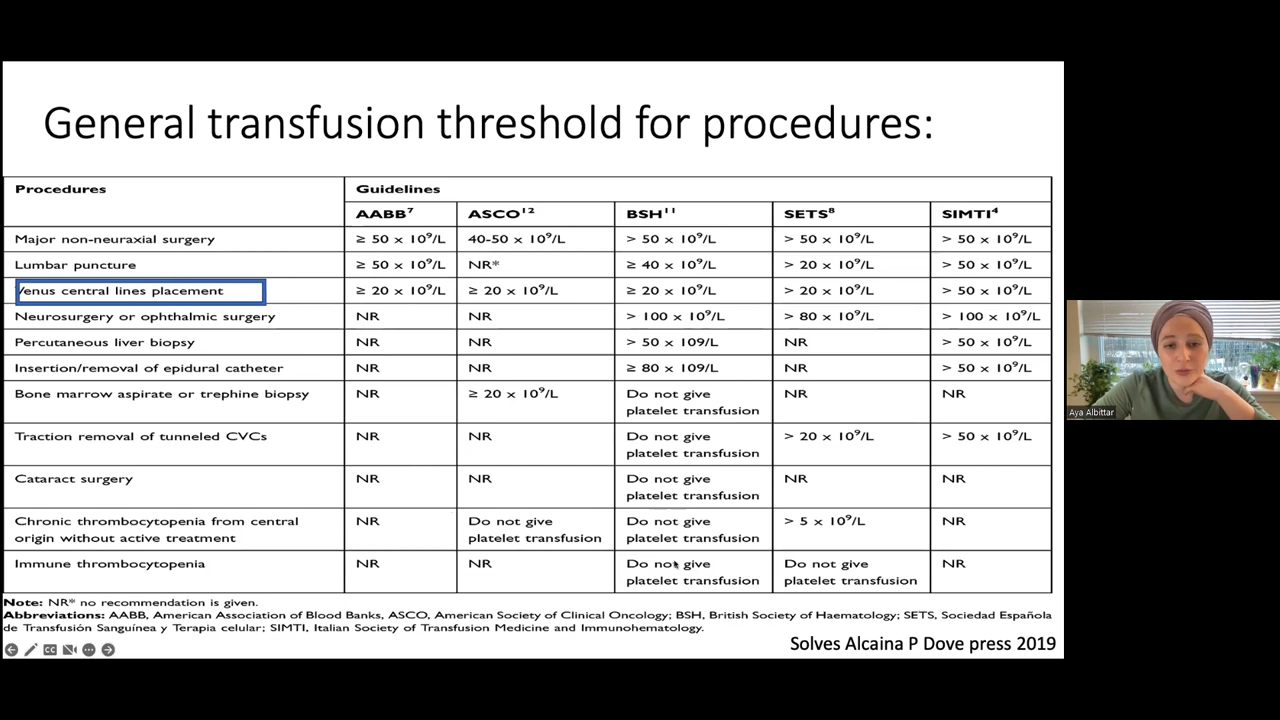 General transfusion threshold for procedures:
Procedures Guidelines
AABB⁷ ASCO¹² BSH¹¹ SETS⁸ SIMTI⁴
Major non-neuraxial surgery ≥ 50 x 10⁹/L 40-50 x 10⁹/L > 50 x 10⁹/L > 50 x 10⁹/L > 50 x 10⁹/L
Lumbar puncture ≥ 50 x 10⁹/L NR* ≥ 40 x 10⁹/L > 20 x 10⁹/L > 50 x 10⁹/L
Venus central lines placement ≥ 20 x 10⁹/L ≥ 20 x 10⁹/L ≥ 20 x 10⁹/L > 20 x 10⁹/L > 50 x 10⁹/L
Neurosurgery or ophthalmic surgery NR NR > 100 x 10⁹/L > 80 x 10⁹/L > 100 x 10⁹/L
Percutaneous liver biopsy NR NR > 50 x 109/L NR > 50 x 10⁹/L
Insertion/removal of epidural catheter NR NR ≥ 80 x 109/L NR > 50 x 10⁹/L
Bone marrow aspirate or trephine biopsy NR ≥ 20 x 10⁹/L Do not give NR NR
platelet transfusion
Traction removal of tunneled CVCs NR NR Do not give > 20 x 10⁹/L > 50 x 10⁹/L
platelet transfusion
Cataract surgery NR NR Do not give NR NR
platelet transfusion
Chronic thrombocytopenia from central NR Do not give Do not give > 5 x 10⁹/L NR
origin without active treatment platelet transfusion platelet transfusion
Immune thrombocytopenia NR NR Do not give Do not give NR
platelet transfusion platelet transfusion
Note: NR* no recommendation is given.
Abbreviations: AABB, American Association of Blood Banks, ASCO, American Society of Clinical Oncology; BSH, British Society of Haematology; SETS, Sociedad Española
de Transfusión Sanguínea y Terapia celular; SIMTI, Italian Society of Transfusion Medicine and Immunohematology.
Solves Alcaina P Dove press 2019
CC
Aya Albittar